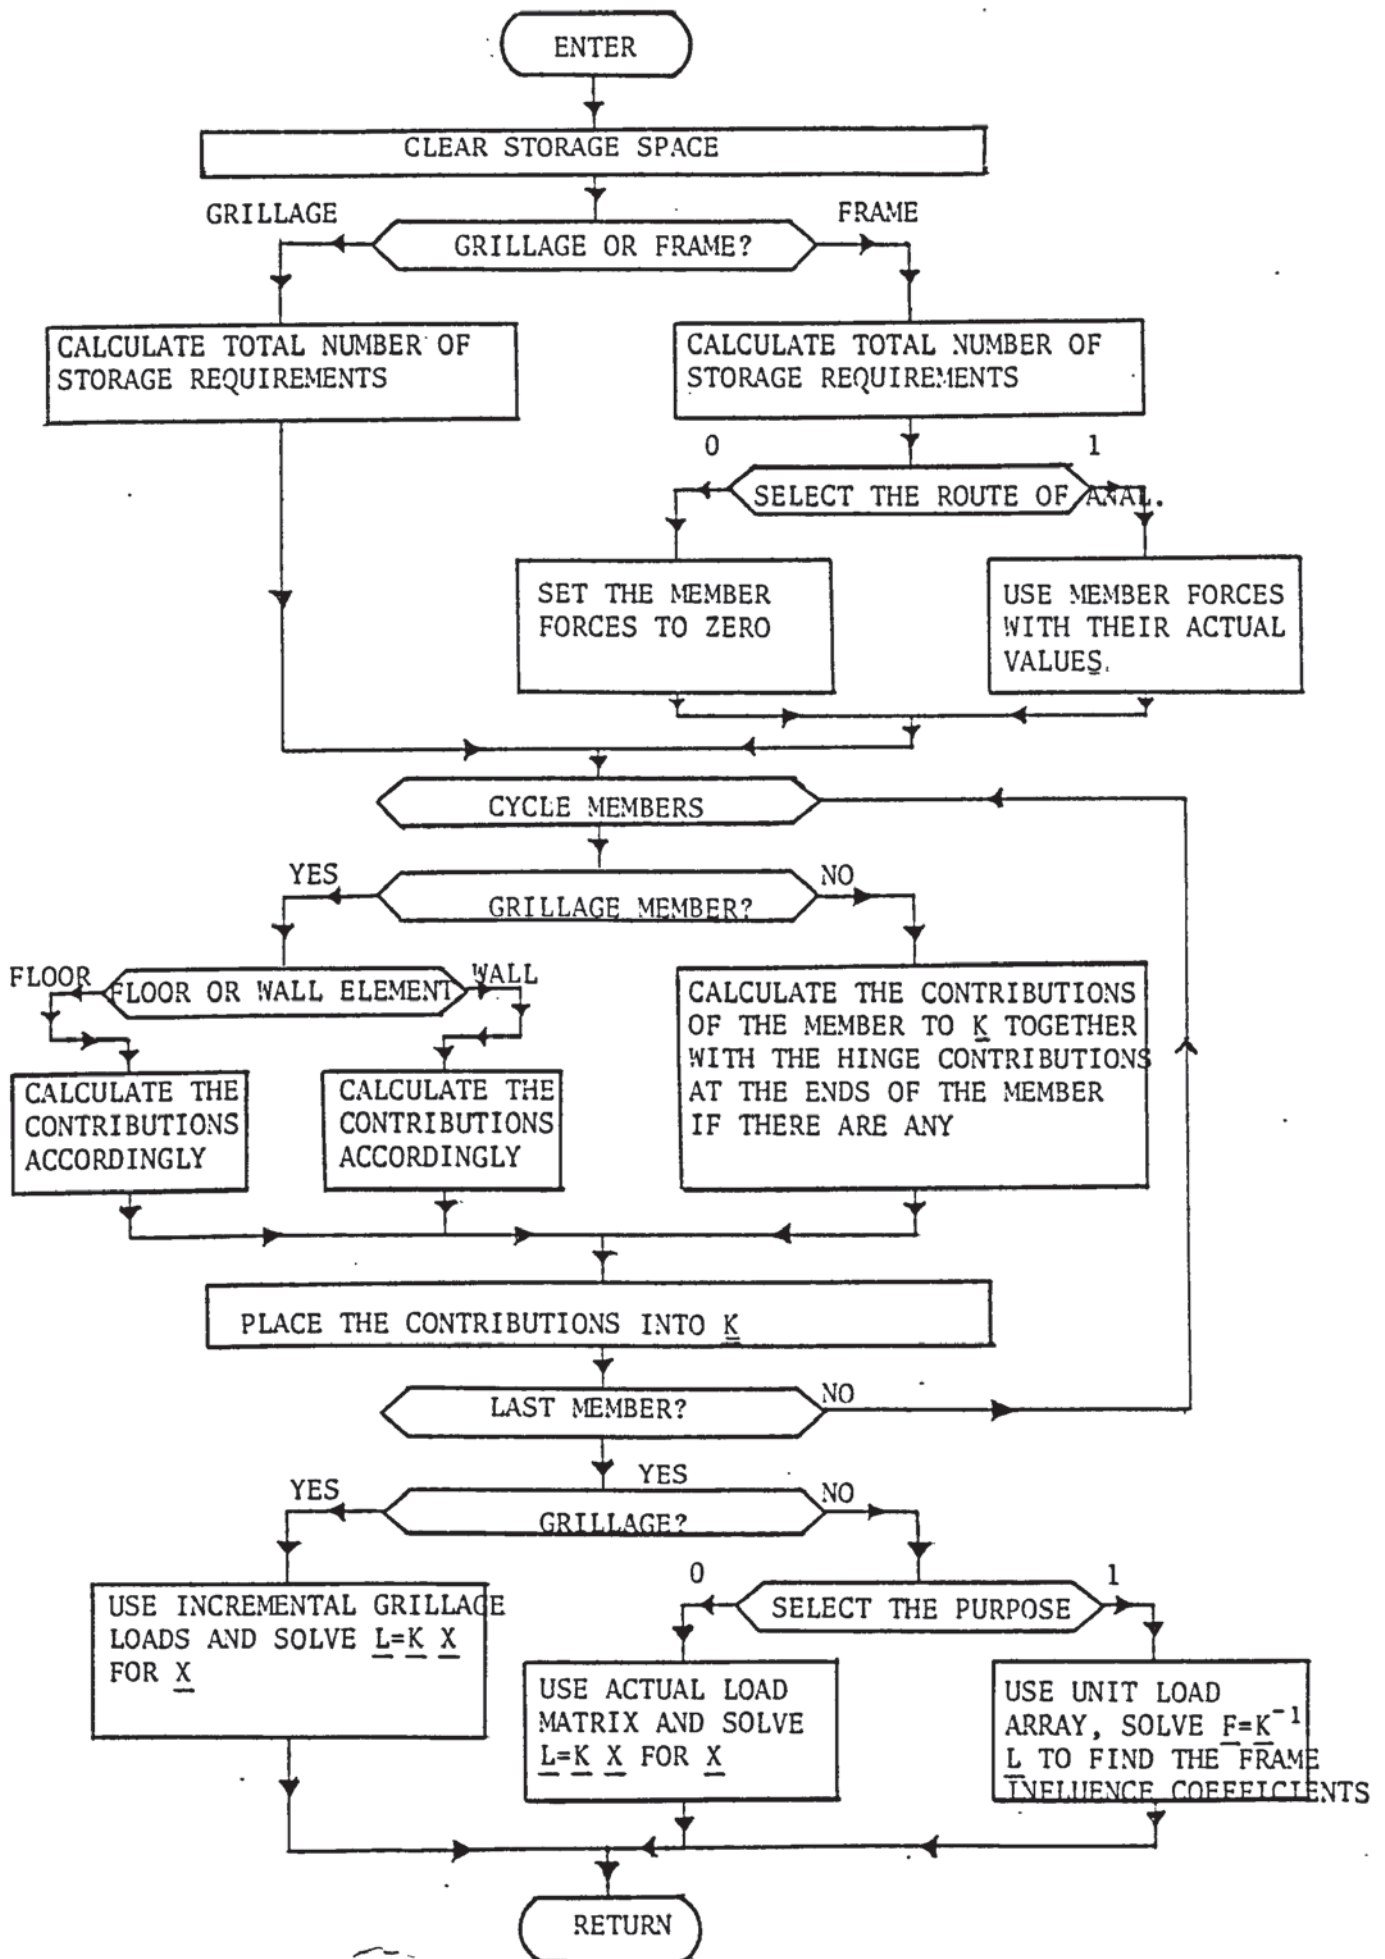 ENTER
CLEAR STORAGE SPACE
GRILLAGE
FRAME
GRILLAGE OR FRAME?
CALCULATE TOTAL NUMBER OF
STORAGE REQUIREMENTS
CALCULATE TOTAL NUMBER OF
STORAGE REQUIREMENTS
0
1
SELECT THE ROUTE OF ANAL.
SET THE MEMBER
FORCES TO ZERO
USE MEMBER FORCES
WITH THEIR ACTUAL
VALUES.
CYCLE MEMBERS
YES
NO
GRILLAGE MEMBER?
FLOOR
WALL
FLOOR OR WALL ELEMENT
CALCULATE THE
CONTRIBUTIONS
ACCORDINGLY
CALCULATE THE
CONTRIBUTIONS
ACCORDINGLY
CALCULATE THE CONTRIBUTIONS
OF THE MEMBER TO K TOGETHER
WITH THE HINGE CONTRIBUTIONS
AT THE ENDS OF THE MEMBER
IF THERE ARE ANY
PLACE THE CONTRIBUTIONS INTO K
LAST MEMBER?
NO
YES
YES
NO
GRILLAGE?
USE INCREMENTAL GRILLAGE
LOADS AND SOLVE L=K X
FOR X
0
1
SELECT THE PURPOSE
USE ACTUAL LOAD
MATRIX AND SOLVE
L=K X FOR X
USE UNIT LOAD
ARRAY, SOLVE F=K⁻¹
L TO FIND THE FRAME
INFLUENCE COEFFICIENTS
RETURN